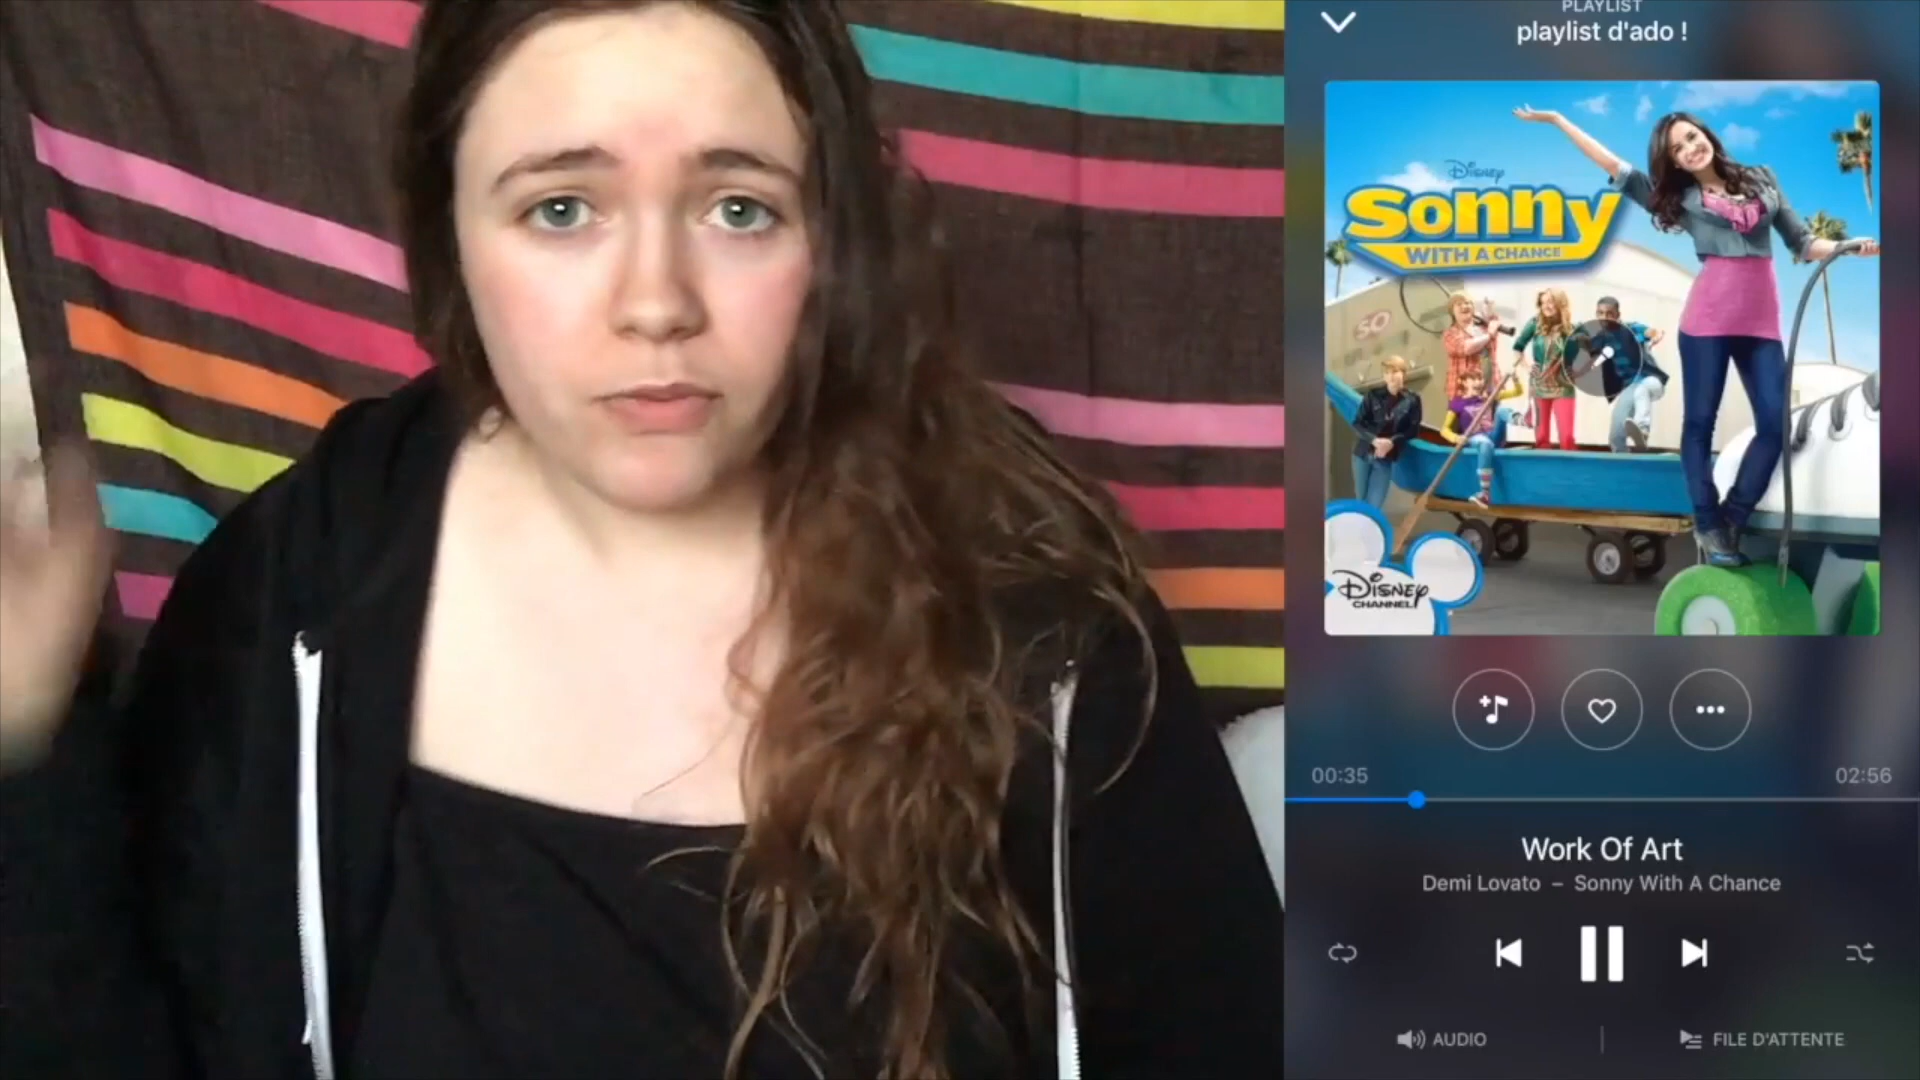 PLAYLIST
playlist d'ado !
Disney
Sonny
WITH A CHANCE
SO
Disney
CHANNEL
00:35
02:56
Work Of Art
Demi Lovato – Sonny With A Chance
AUDIO
FILE D'ATTENTE